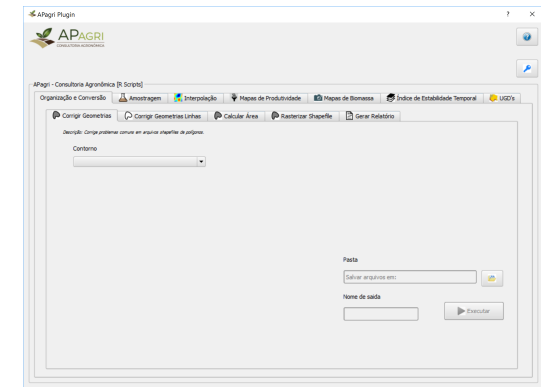 APagri Plugin
APAGRI
CONSULTORIA AGRONÔMICA
APagri - Consultoria Agronômica [R Scripts]
Organização e Conversão Amostragem Interpolação Mapas de Produtividade Mapas de Biomassa Índice de Estabilidade Temporal UGD's
Corrigir Geometrias Corrigir Geometrias Linhas Calcular Área Rasterizar Shapefile Gerar Relatório
Descrição: Corrige problemas comuns em arquivos shapefiles de polígonos.
Contorno
Pasta
Salvar arquivos em:
Nome de saida
Executar